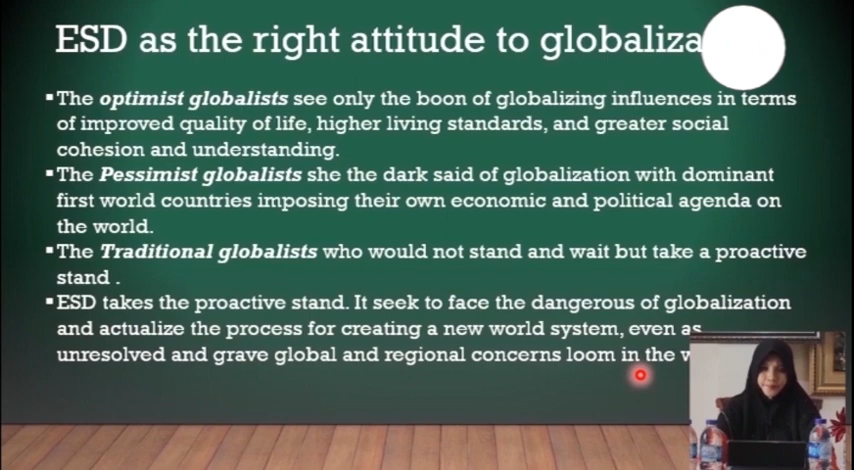 ESD as the right attitude to globaliza
▪The optimist globalists see only the boon of globalizing influences in terms
of improved quality of life, higher living standards, and greater social
cohesion and understanding.
▪The Pessimist globalists she the dark said of globalization with dominant
first world countries imposing their own economic and political agenda on
the world.
▪The Traditional globalists who would not stand and wait but take a proactive
stand .
▪ESD takes the proactive stand. It seek to face the dangerous of globalization
and actualize the process for creating a new world system, even as
unresolved and grave global and regional concerns loom in the